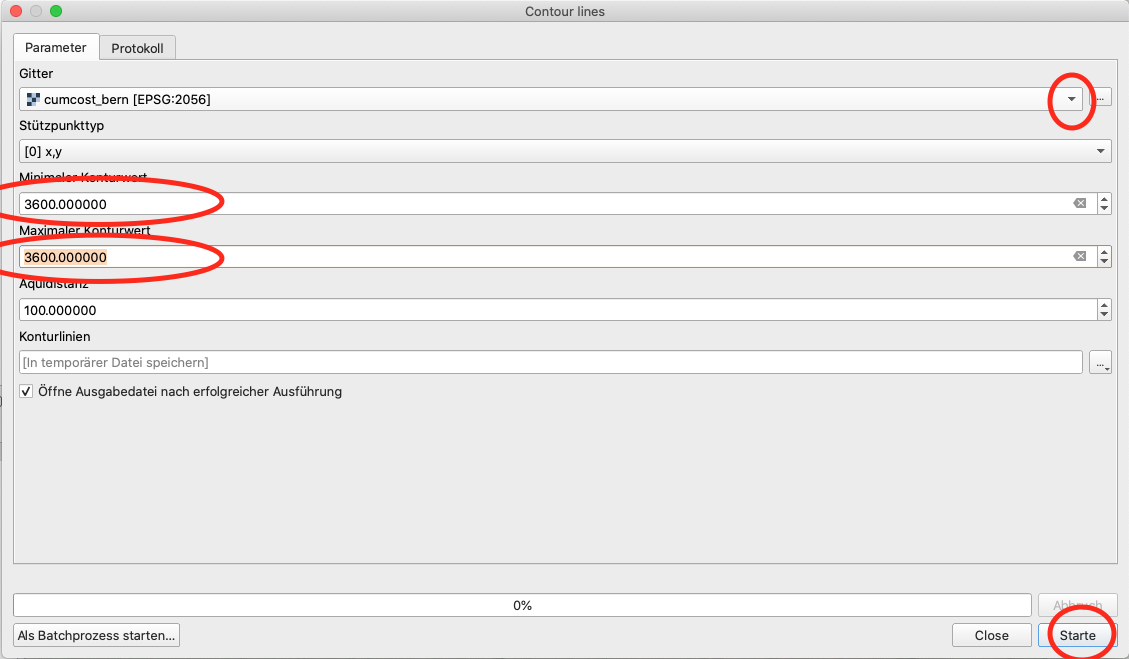 Contour lines
Parameter
Protokoll
Gitter
cumcost_bern [EPSG:2056]
...
Stützpunkttyp
[0] x,y
Minimaler Konturwert
3600.000000
Maximaler Konturwert
3600.000000
Äquidistanz
100.000000
Konturlinien
[In temporärer Datei speichern]
...
Öffne Ausgabedatei nach erfolgreicher Ausführung
0%
Abbruch
Als Batchprozess starten...
Close
Starte